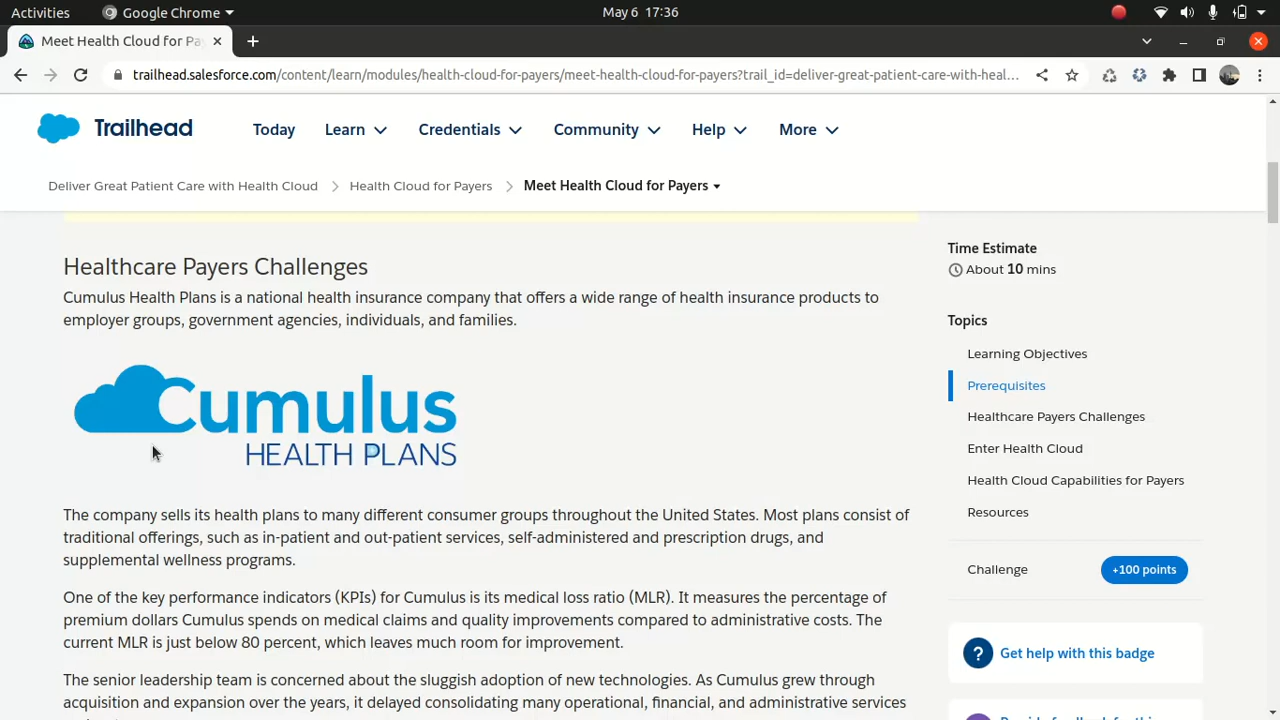 Activities
Google Chrome
May 6 17:36
Meet Health Cloud for Pa
trailhead.salesforce.com/content/learn/modules/health-cloud-for-payers/meet-health-cloud-for-payers?trail_id=deliver-great-patient-care-with-heal...
Trailhead
Today
Learn
Credentials
Community
Help
More
Deliver Great Patient Care with Health Cloud
Health Cloud for Payers
Meet Health Cloud for Payers
Healthcare Payers Challenges
Cumulus Health Plans is a national health insurance company that offers a wide range of health insurance products to
employer groups, government agencies, individuals, and families.
Cumulus
HEALTH PLANS
The company sells its health plans to many different consumer groups throughout the United States. Most plans consist of
traditional offerings, such as in-patient and out-patient services, self-administered and prescription drugs, and
supplemental wellness programs.
One of the key performance indicators (KPIs) for Cumulus is its medical loss ratio (MLR). It measures the percentage of
premium dollars Cumulus spends on medical claims and quality improvements compared to administrative costs. The
current MLR is just below 80 percent, which leaves much room for improvement.
The senior leadership team is concerned about the sluggish adoption of new technologies. As Cumulus grew through
acquisition and expansion over the years, it delayed consolidating many operational, financial, and administrative services
Time Estimate
About 10 mins
Topics
Learning Objectives
Prerequisites
Healthcare Payers Challenges
Enter Health Cloud
Health Cloud Capabilities for Payers
Resources
Challenge
+100 points
? Get help with this badge